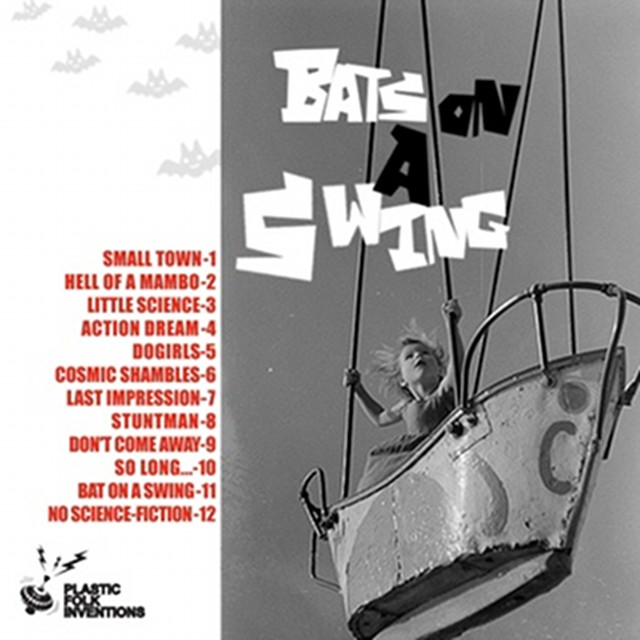 BATS ON
A
SWING
SMALL TOWN-1
HELL OF A MAMBO-2
LITTLE SCIENCE-3
ACTION DREAM-4
DOGIRLS-5
COSMIC SHAMBLES-6
LAST IMPRESSION-7
STUNTMAN-8
DON'T COME AWAY-9
SO LONG...-10
BAT ON A SWING-11
NO SCIENCE-FICTION-12
PLASTIC
FOLK
INVENTIONS
C